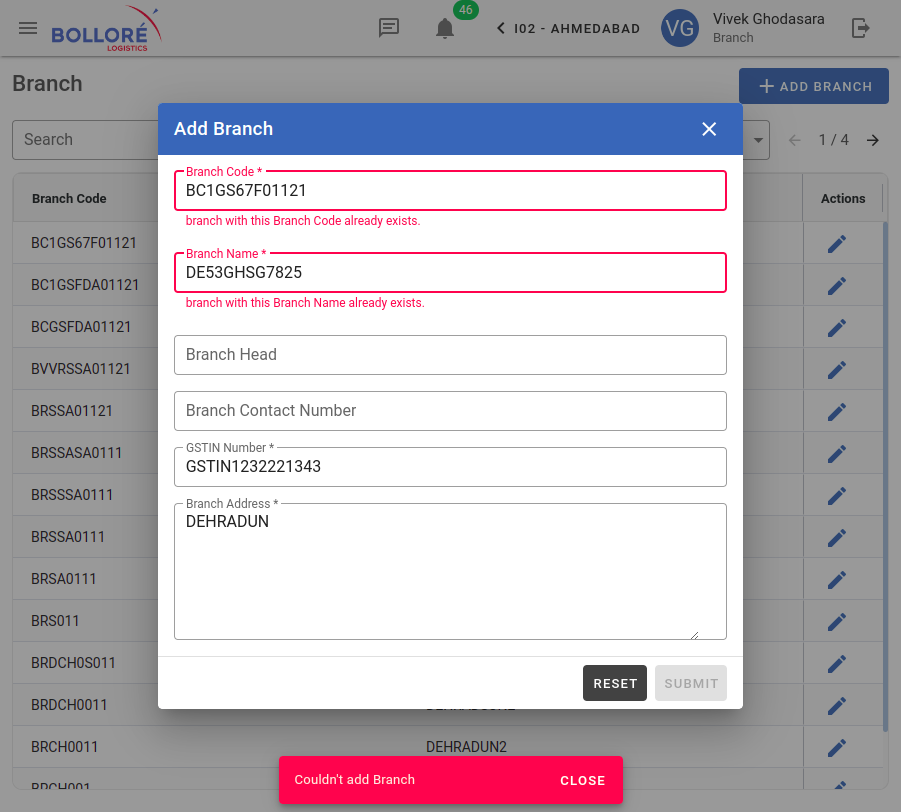 BOLLORÉ
LOGISTICS
46
I02 - AHMEDABAD
VG
Vivek Ghodasara
Branch
Branch
ADD BRANCH
Search
1 / 4
Branch Code
Actions
Add Branch
Branch Code *
BC1GS67F01121
branch with this Branch Code already exists.
Branch Name *
DE53GHSG7825
branch with this Branch Name already exists.
Branch Head
Branch Contact Number
GSTIN Number *
GSTIN1232221343
Branch Address *
DEHRADUN
RESET
SUBMIT
BC1GS67F01121
BC1GSFDA01121
BCGSFDA01121
BVVRSSA01121
BRSSA01121
BRSSASA0111
BRSSSA0111
BRSSA0111
BRSA0111
BRS011
BRDCH0S011
BRDCH0011
BRCH0011
DEHRADUN2
BRCH001
Couldn't add Branch
CLOSE